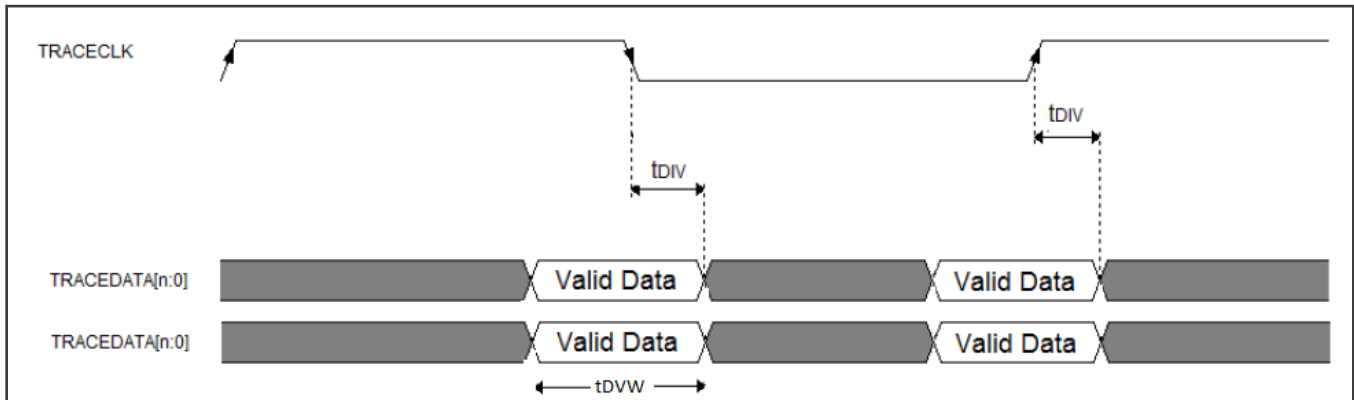 TRACECLK
tDIV
tDIV
TRACEDATA[n:0] Valid Data Valid Data
TRACEDATA[n:0] Valid Data Valid Data
tDVW